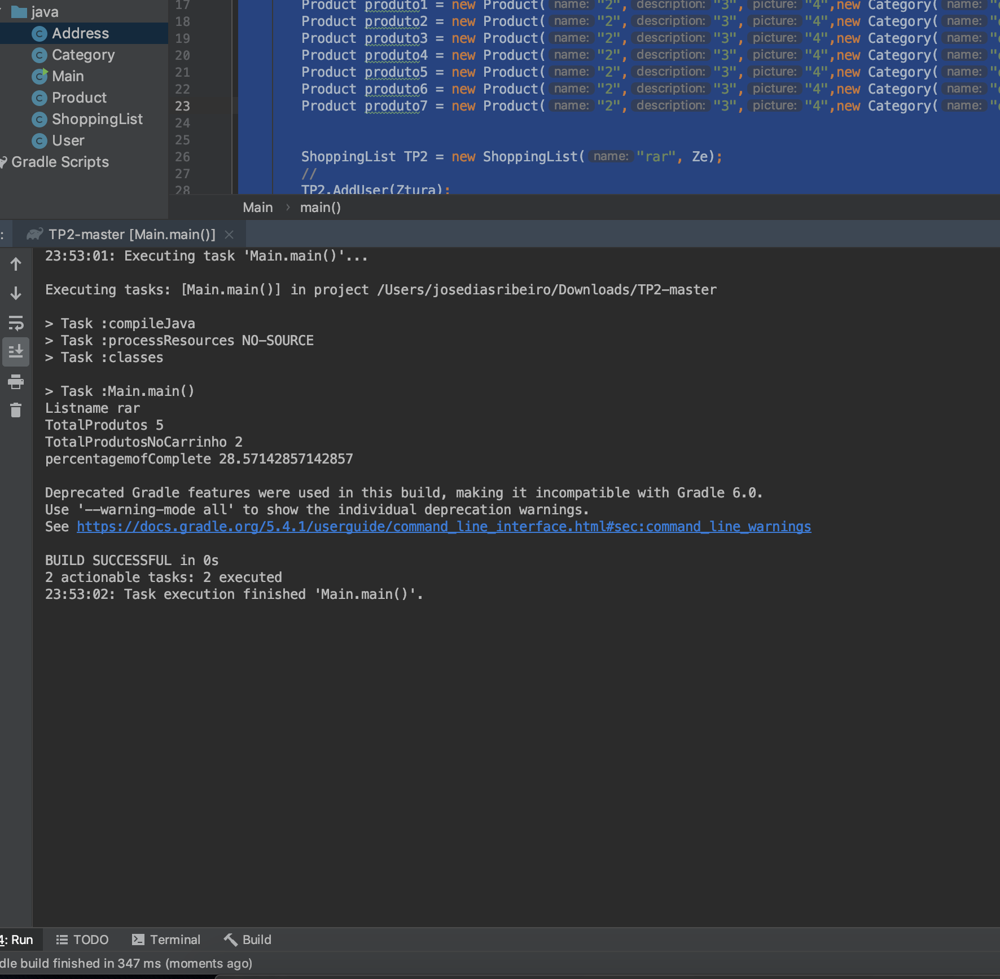 java
Address
Category
Main
Product
ShoppingList
User
Gradle Scripts
17 Product produto1 = new Product( name: "2", description: "3", picture: "4",new Category( name:
18 Product produto2 = new Product( name: "2", description: "3", picture: "4",new Category( name:
19 Product produto3 = new Product( name: "2", description: "3", picture: "4",new Category( name:
20 Product produto4 = new Product( name: "2", description: "3", picture: "4",new Category( name:
21 Product produto5 = new Product( name: "2", description: "3", picture: "4",new Category( name:
22 Product produto6 = new Product( name: "2", description: "3", picture: "4",new Category( name:
23 Product produto7 = new Product( name: "2", description: "3", picture: "4",new Category( name:
24
25
26 ShoppingList TP2 = new ShoppingList( name: "rar", Ze);
27 //
28 TP2.AddUser(Ztura);
Main › main()
: TP2-master [Main.main()] ×
23:53:01: Executing task 'Main.main()'...
Executing tasks: [Main.main()] in project /Users/josediasribeiro/Downloads/TP2-master
> Task :compileJava
> Task :processResources NO-SOURCE
> Task :classes
> Task :Main.main()
Listname rar
TotalProdutos 5
TotalProdutosNoCarrinho 2
percentagemofComplete 28.57142857142857
Deprecated Gradle features were used in this build, making it incompatible with Gradle 6.0.
Use '--warning-mode all' to show the individual deprecation warnings.
See https://docs.gradle.org/5.4.1/userguide/command_line_interface.html#sec:command_line_warnings
BUILD SUCCESSFUL in 0s
2 actionable tasks: 2 executed
23:53:02: Task execution finished 'Main.main()'.
4: Run TODO Terminal Build
dle build finished in 347 ms (moments ago)